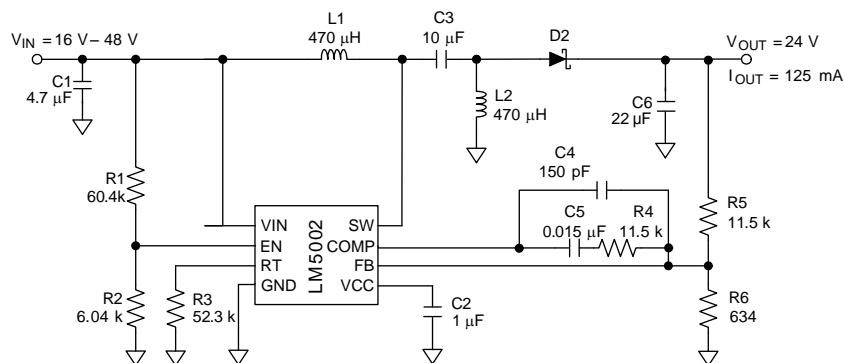 L1
470 µH
C3
10 µF
D2
VIN = 16 V– 48 V
VOUT = 24 V
IOUT = 125 mA
C1
4.7 µF
L2
470 µH
C6
22 µF
C4
150 pF
R1
60.4k
C5
0.015 µF
R4
11.5 k
R5
11.5 k
VIN
EN
RT
GND
LM5002
SW
COMP
FB
VCC
R2
6.04 k
R3
52.3 k
C2
1 µF
R6
634